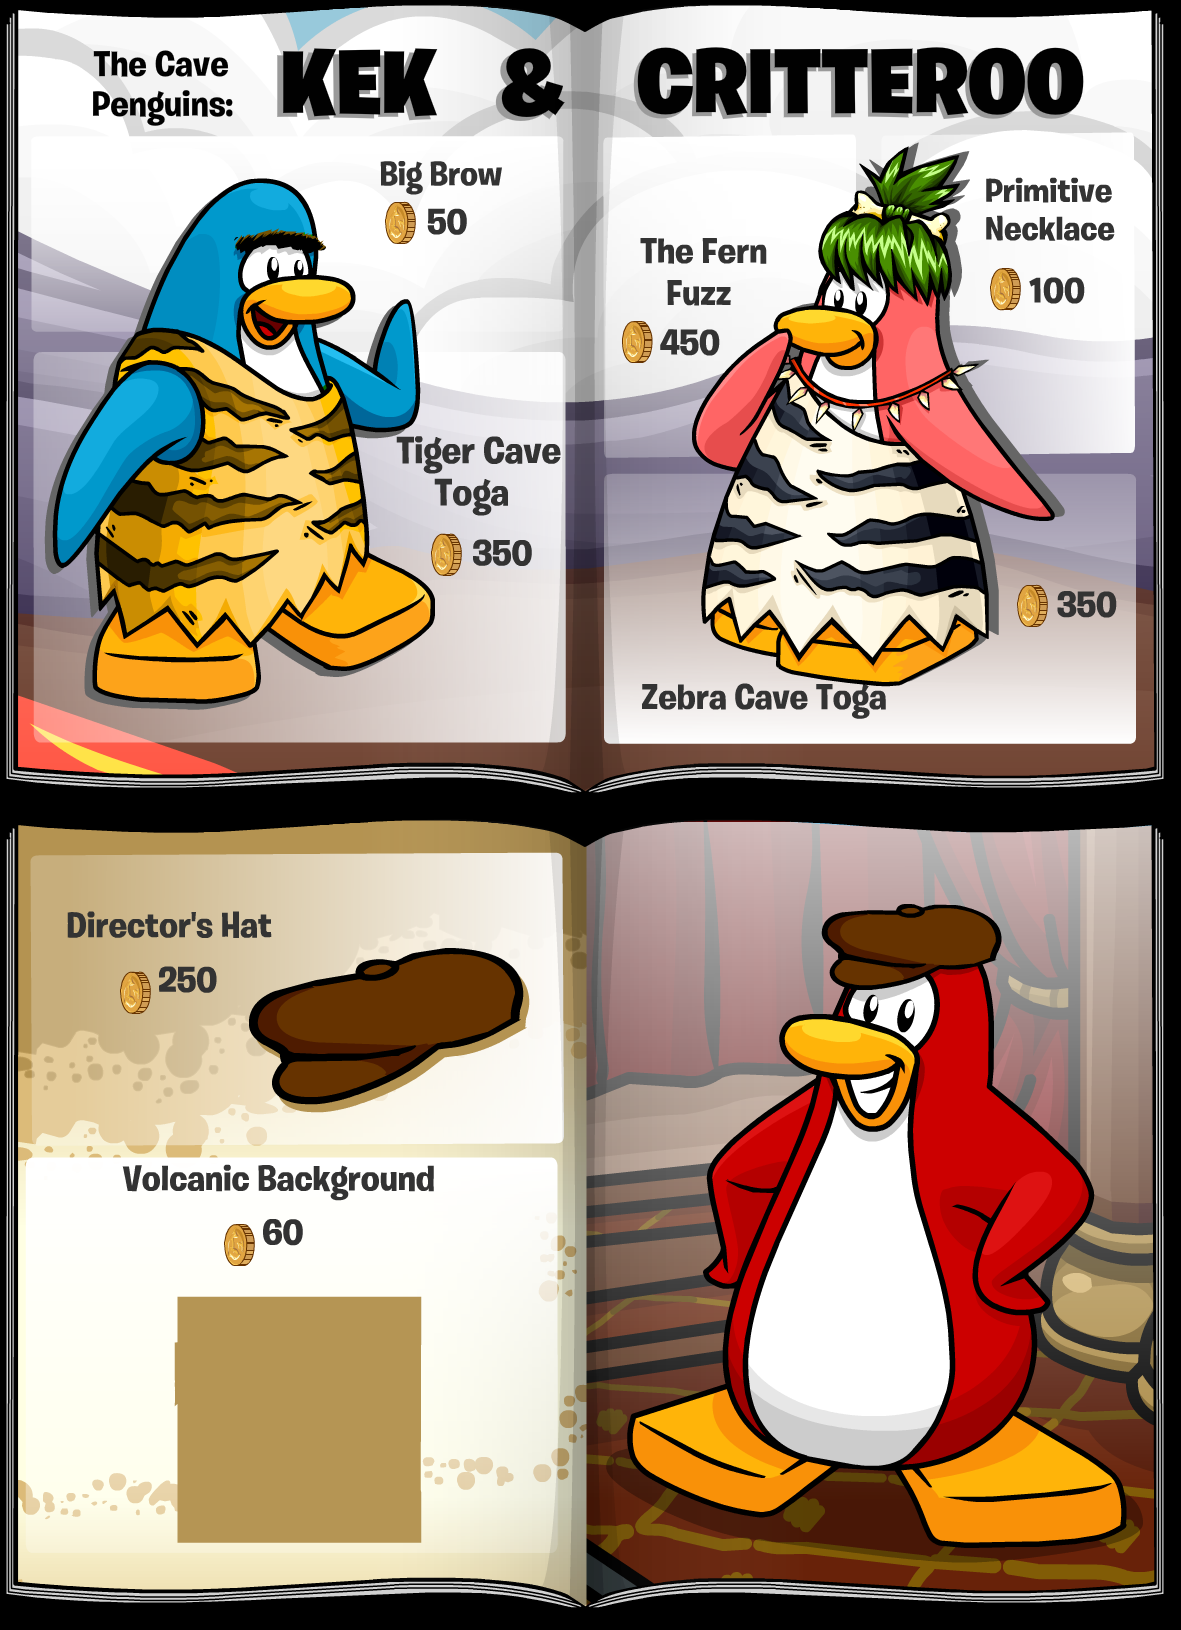 The Cave
Penguins:
KEK & CRITTEROO
Big Brow
50
Tiger Cave
Toga
350
The Fern
Fuzz
450
Primitive
Necklace
100
350
Zebra Cave Toga
Director's Hat
250
Volcanic Background
60